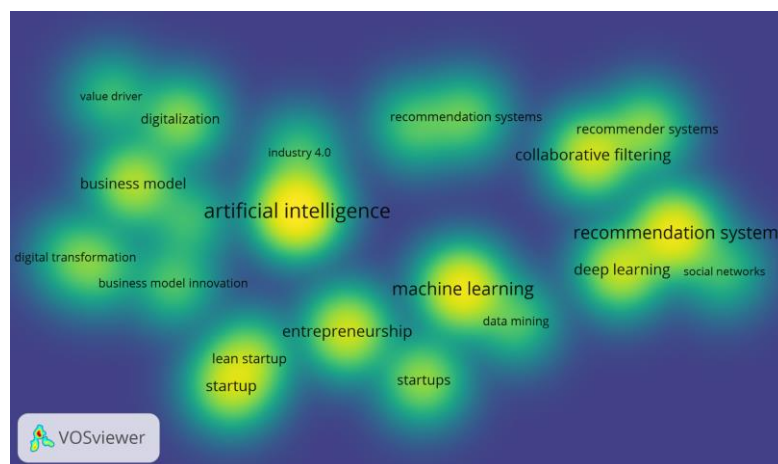 value driver
digitalization
recommendation systems
recommender systems
industry 4.0
collaborative filtering
business model
artificial intelligence
recommendation system
digital transformation
deep learning
social networks
business model innovation
machine learning
data mining
entrepreneurship
lean startup
startups
startup
VOSviewer